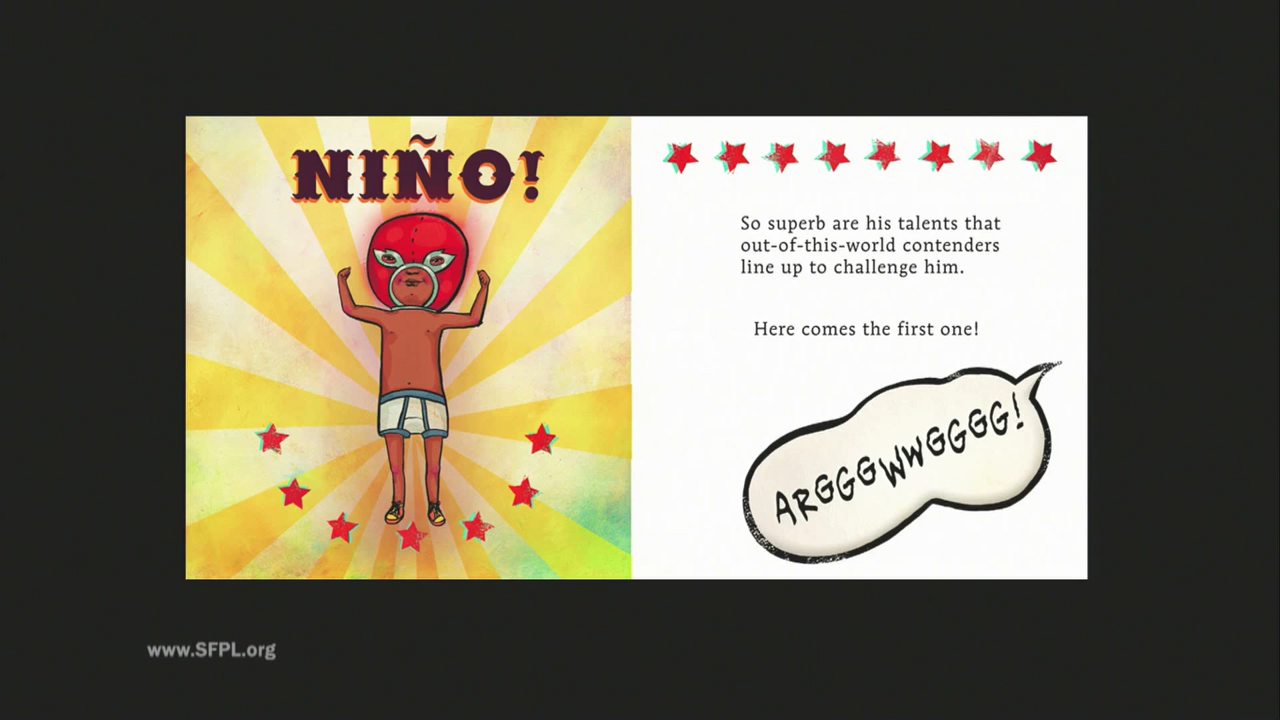 NIÑO!
So superb are his talents that
out-of-this-world contenders
line up to challenge him.
Here comes the first one!
ARGGGWWGGGG!
www.SFPL.org